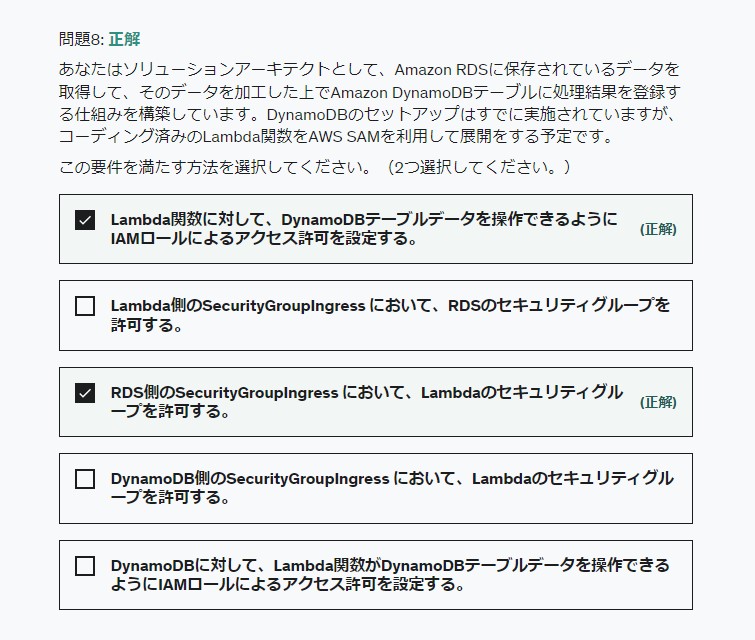 問題8: 正解
あなたはソリューションアーキテクトとして、Amazon RDSに保存されているデータを
取得して、そのデータを加工した上でAmazon DynamoDBテーブルに処理結果を登録す
る仕組みを構築しています。DynamoDBのセットアップはすでに実施されていますが、
コーディング済みのLambda関数をAWS SAMを利用して展開をする予定です。
この要件を満たす方法を選択してください。（2つ選択してください。）
Lambda関数に対して、DynamoDBテーブルデータを操作できるように
IAMロールによるアクセス許可を設定する。
(正解)
Lambda側のSecurityGroupIngress において、RDSのセキュリティグループを
許可する。
RDS側のSecurityGroupIngress において、Lambdaのセキュリティグル
ープを許可する。
(正解)
DynamoDB側のSecurityGroupIngress において、Lambdaのセキュリティグル
ープを許可する。
DynamoDBに対して、Lambda関数がDynamoDBテーブルデータを操作できる
ようにIAMロールによるアクセス許可を設定する。